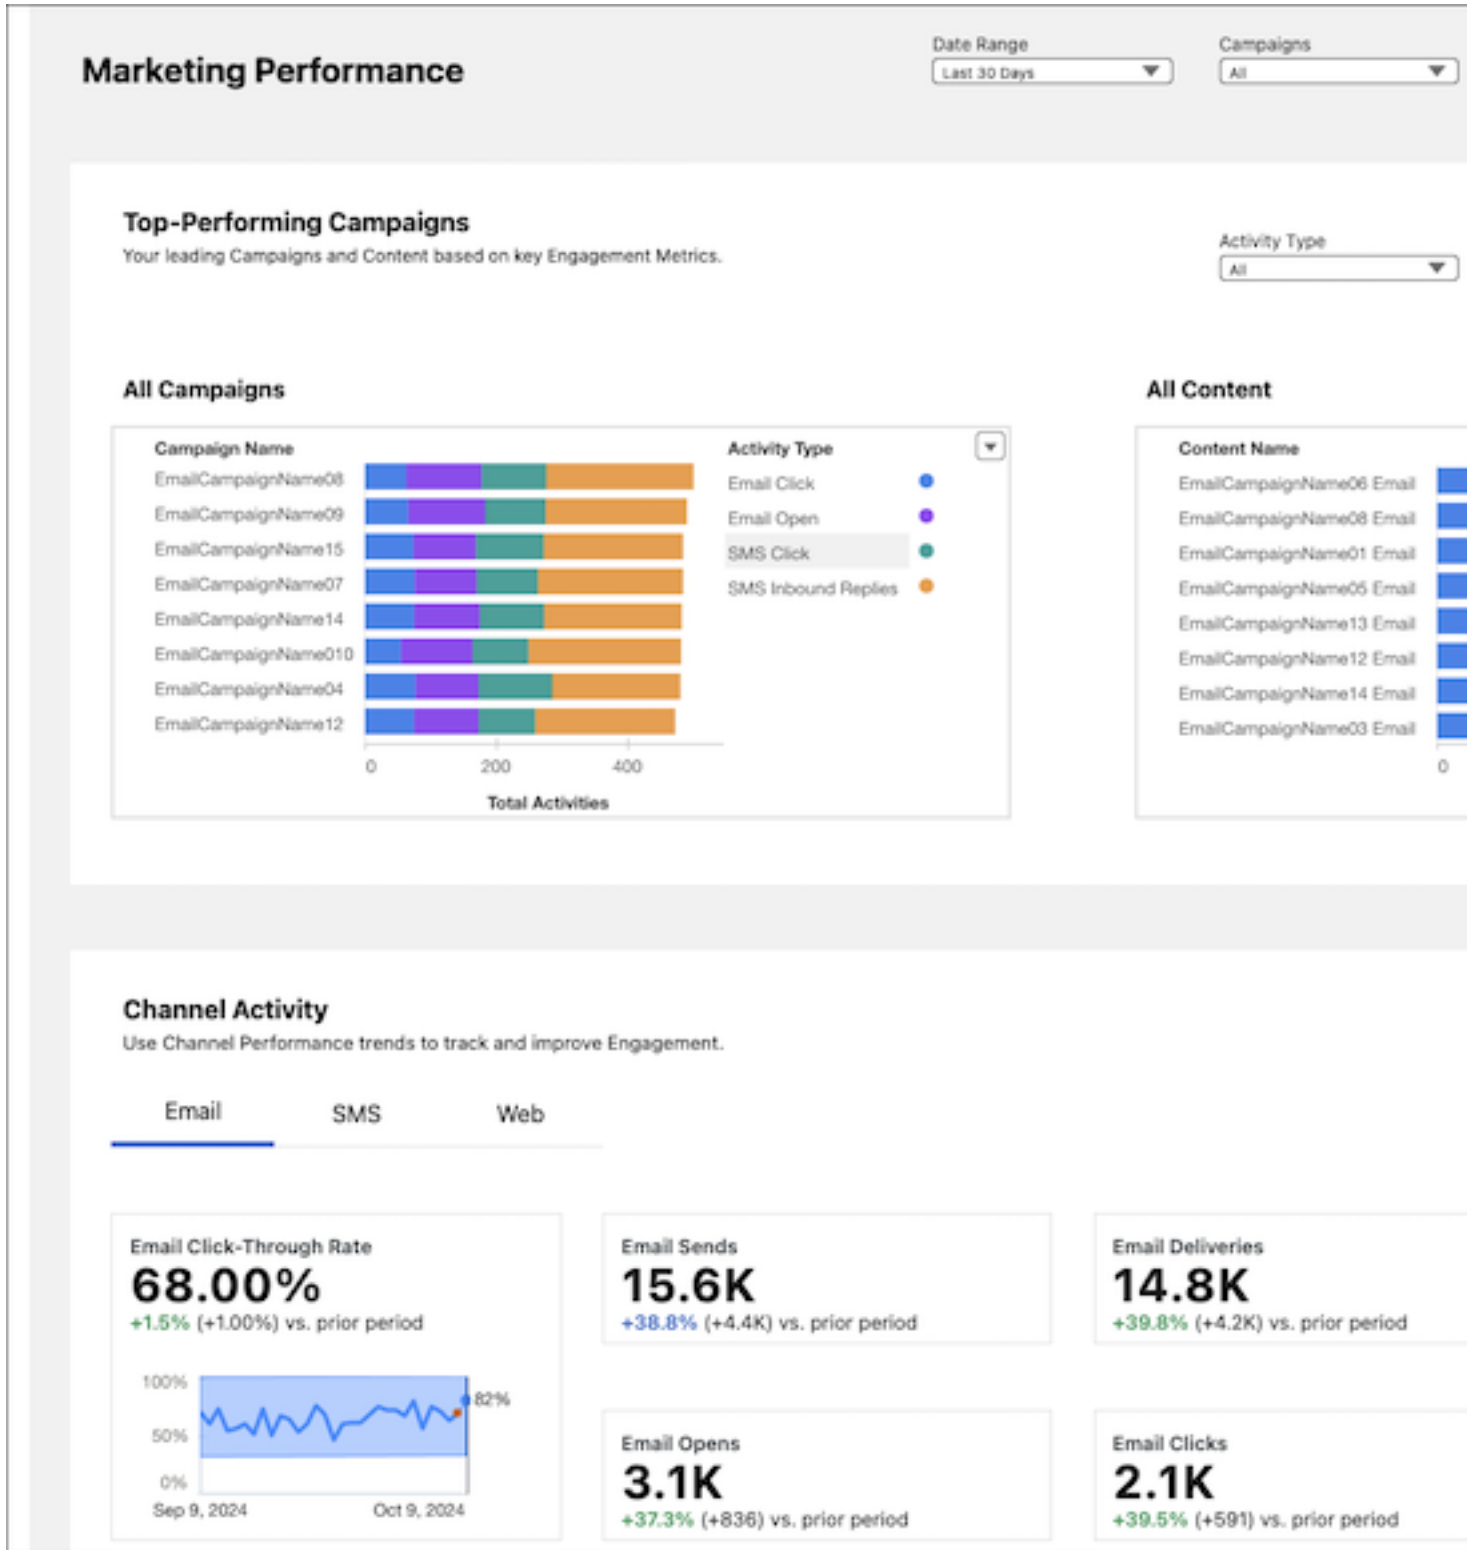 Marketing Performance
Date Range
Last 30 Days
Campaigns
All
Top-Performing Campaigns
Your leading Campaigns and Content based on key Engagement Metrics.
Activity Type
All
All Campaigns
Campaign Name
EmailCampaignName08
EmailCampaignName09
EmailCampaignName15
EmailCampaignName07
EmailCampaignName14
EmailCampaignName010
EmailCampaignName04
EmailCampaignName12
0 200 400
Total Activities
Activity Type
Email Click
Email Open
SMS Click
SMS Inbound Replies
All Content
Content Name
EmailCampaignName06 Email
EmailCampaignName08 Email
EmailCampaignName01 Email
EmailCampaignName05 Email
EmailCampaignName13 Email
EmailCampaignName12 Email
EmailCampaignName14 Email
EmailCampaignName03 Email
0
Channel Activity
Use Channel Performance trends to track and improve Engagement.
Email SMS Web
Email Click-Through Rate
68.00%
+1.5% (+1.00%) vs. prior period
100%
82%
50%
0%
Sep 9, 2024 Oct 9, 2024
Email Sends
15.6K
+38.8% (+4.4K) vs. prior period
Email Deliveries
14.8K
+39.8% (+4.2K) vs. prior period
Email Opens
3.1K
+37.3% (+836) vs. prior period
Email Clicks
2.1K
+39.5% (+591) vs. prior period